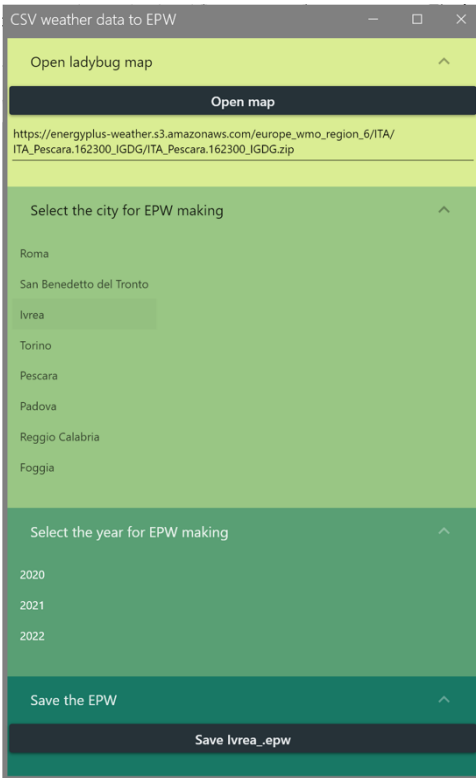 CSV weather data to EPW
Open ladybug map
Open map
https://energyplus-weather.s3.amazonaws.com/europe_wmo_region_6/ITA/
ITA_Pescara.162300_IGDG/ITA_Pescara.162300_IGDG.zip
Select the city for EPW making
Roma
San Benedetto del Tronto
Ivrea
Torino
Pescara
Padova
Reggio Calabria
Foggia
Select the year for EPW making
2020
2021
2022
Save the EPW
Save Ivrea_.epw